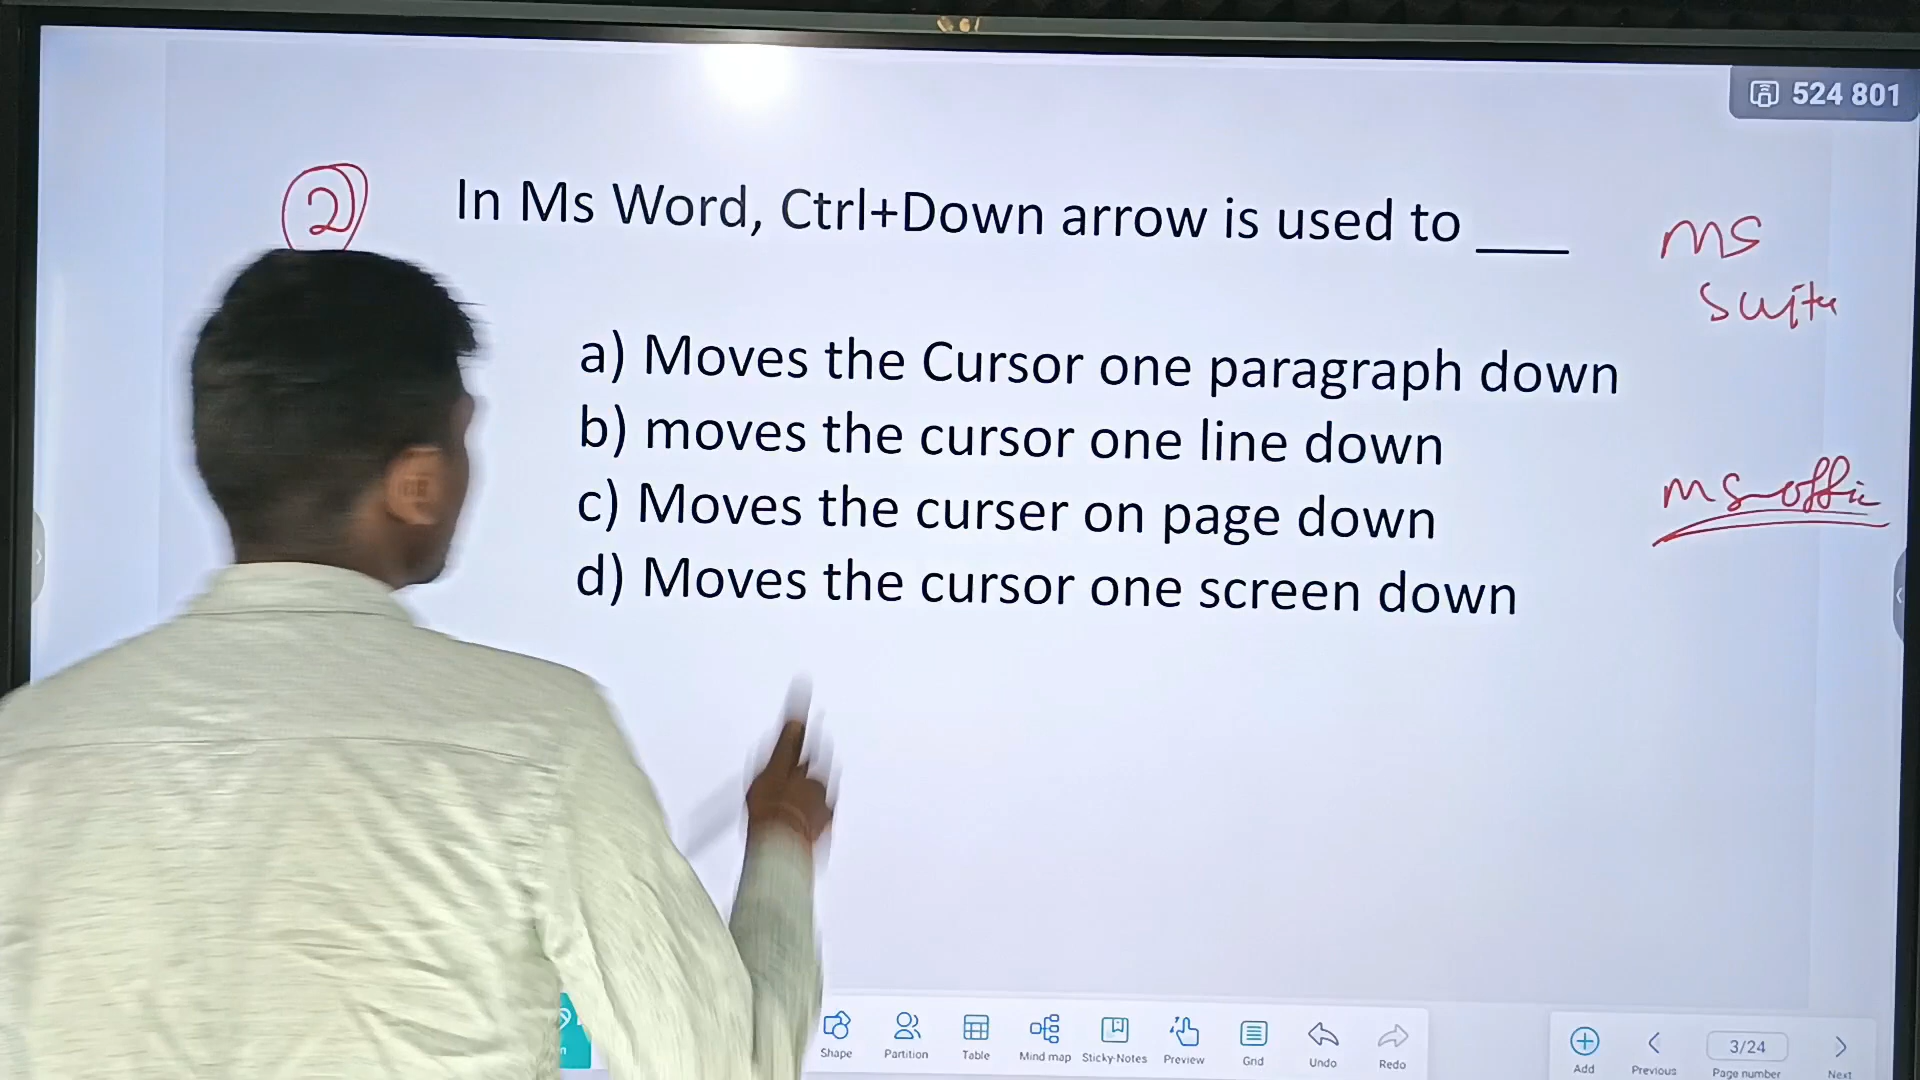 524 801
2
In Ms Word, Ctrl+Down arrow is used to ___
MS
Suite
a) Moves the Cursor one paragraph down
b) moves the cursor one line down
c) Moves the curser on page down
d) Moves the cursor one screen down
MS offic
Shape Partition Table Mind map Sticky-Notes Preview Grid Undo Redo
Add Previous 3/24 Page number Next